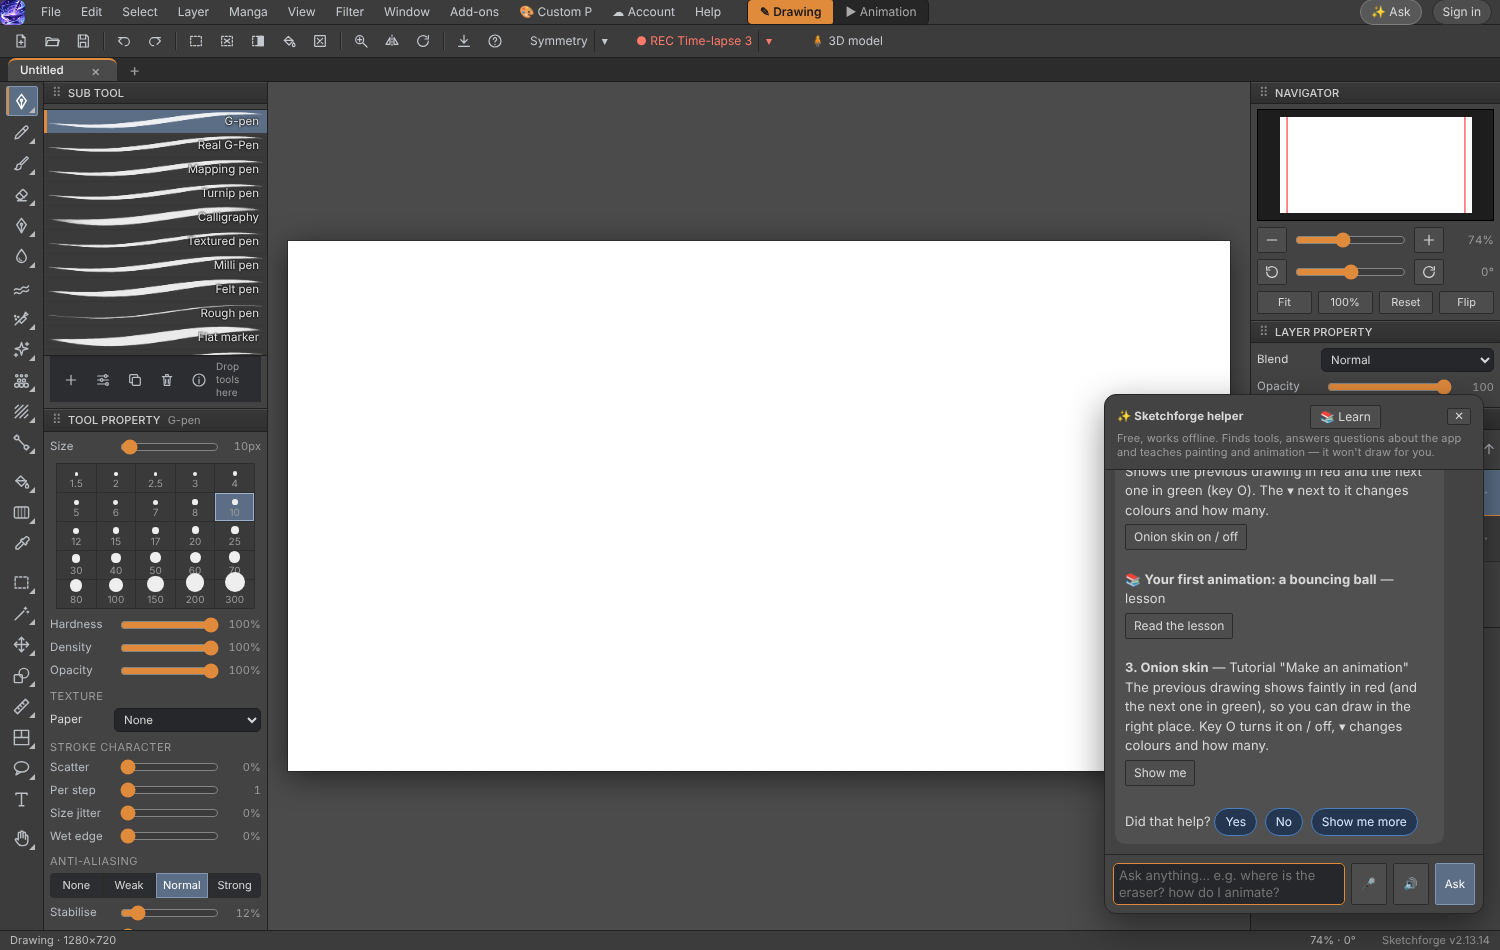 File Edit Select Layer Manga View Filter Window Add-ons 🎨 Custom P ☁ Account Help ✎ Drawing ▶ Animation ✨ Ask Sign in
Symmetry ▾ REC Time-lapse 3 ▾ 3D model
Untitled × +
SUB TOOL
G-pen
Real G-Pen
Mapping pen
Turnip pen
Calligraphy
Textured pen
Milli pen
Felt pen
Rough pen
Flat marker
Drop
tools
here
TOOL PROPERTY G-pen
Size 10px
1.5 2 2.5 3 4
5 6 7 8 10
12 15 17 20 25
30 40 50 60 70
80 100 150 200 300
Hardness 100%
Density 100%
Opacity 100%
TEXTURE
Paper None
STROKE CHARACTER
Scatter 0%
Per step 1
Size jitter 0%
Wet edge 0%
ANTI-ALIASING
None Weak Normal Strong
Stabilise 12%
NAVIGATOR
74%
0°
Fit 100% Reset Flip
LAYER PROPERTY
Blend Normal
Opacity 100
✨ Sketchforge helper 📚 Learn ✕
Free, works offline. Finds tools, answers questions about the app
and teaches painting and animation — it won't draw for you.
Shows the previous drawing in red and the next
one in green (key O). The ▾ next to it changes
colours and how many.
Onion skin on / off
📚 Your first animation: a bouncing ball —
lesson
Read the lesson
3. Onion skin — Tutorial "Make an animation"
The previous drawing shows faintly in red (and
the next one in green), so you can draw in the
right place. Key O turns it on / off, ▾ changes
colours and how many.
Show me
Did that help? Yes No Show me more
Ask anything... e.g. where is the
eraser? how do I animate?
Ask
Drawing · 1280×720 74% · 0° Sketchforge v2.13.14